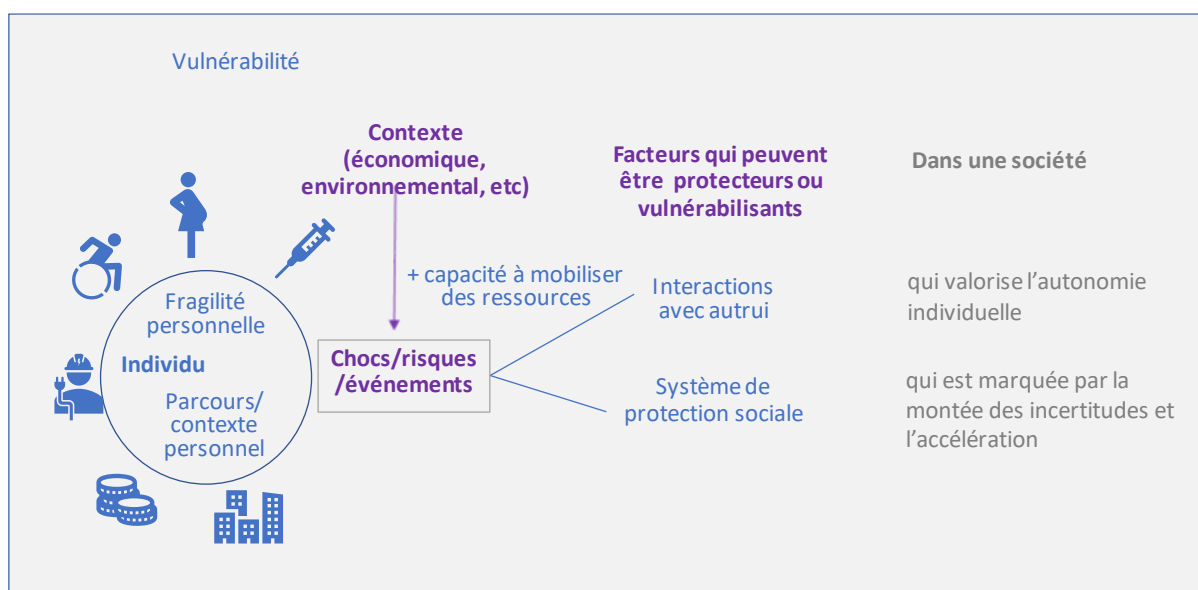 Vulnérabilité
Contexte
(économique,
environnemental, etc)
Facteurs qui peuvent
être protecteurs ou
vulnérabilisants
Dans une société
+ capacité à mobiliser
des ressources
Fragilité
personnelle
Individu
Parcours/
contexte
personnel
Chocs/risques
/événements
Interactions
avec autrui
Système de
protection sociale
qui valorise l’autonomie
individuelle
qui est marquée par la
montée des incertitudes et
l’accélération